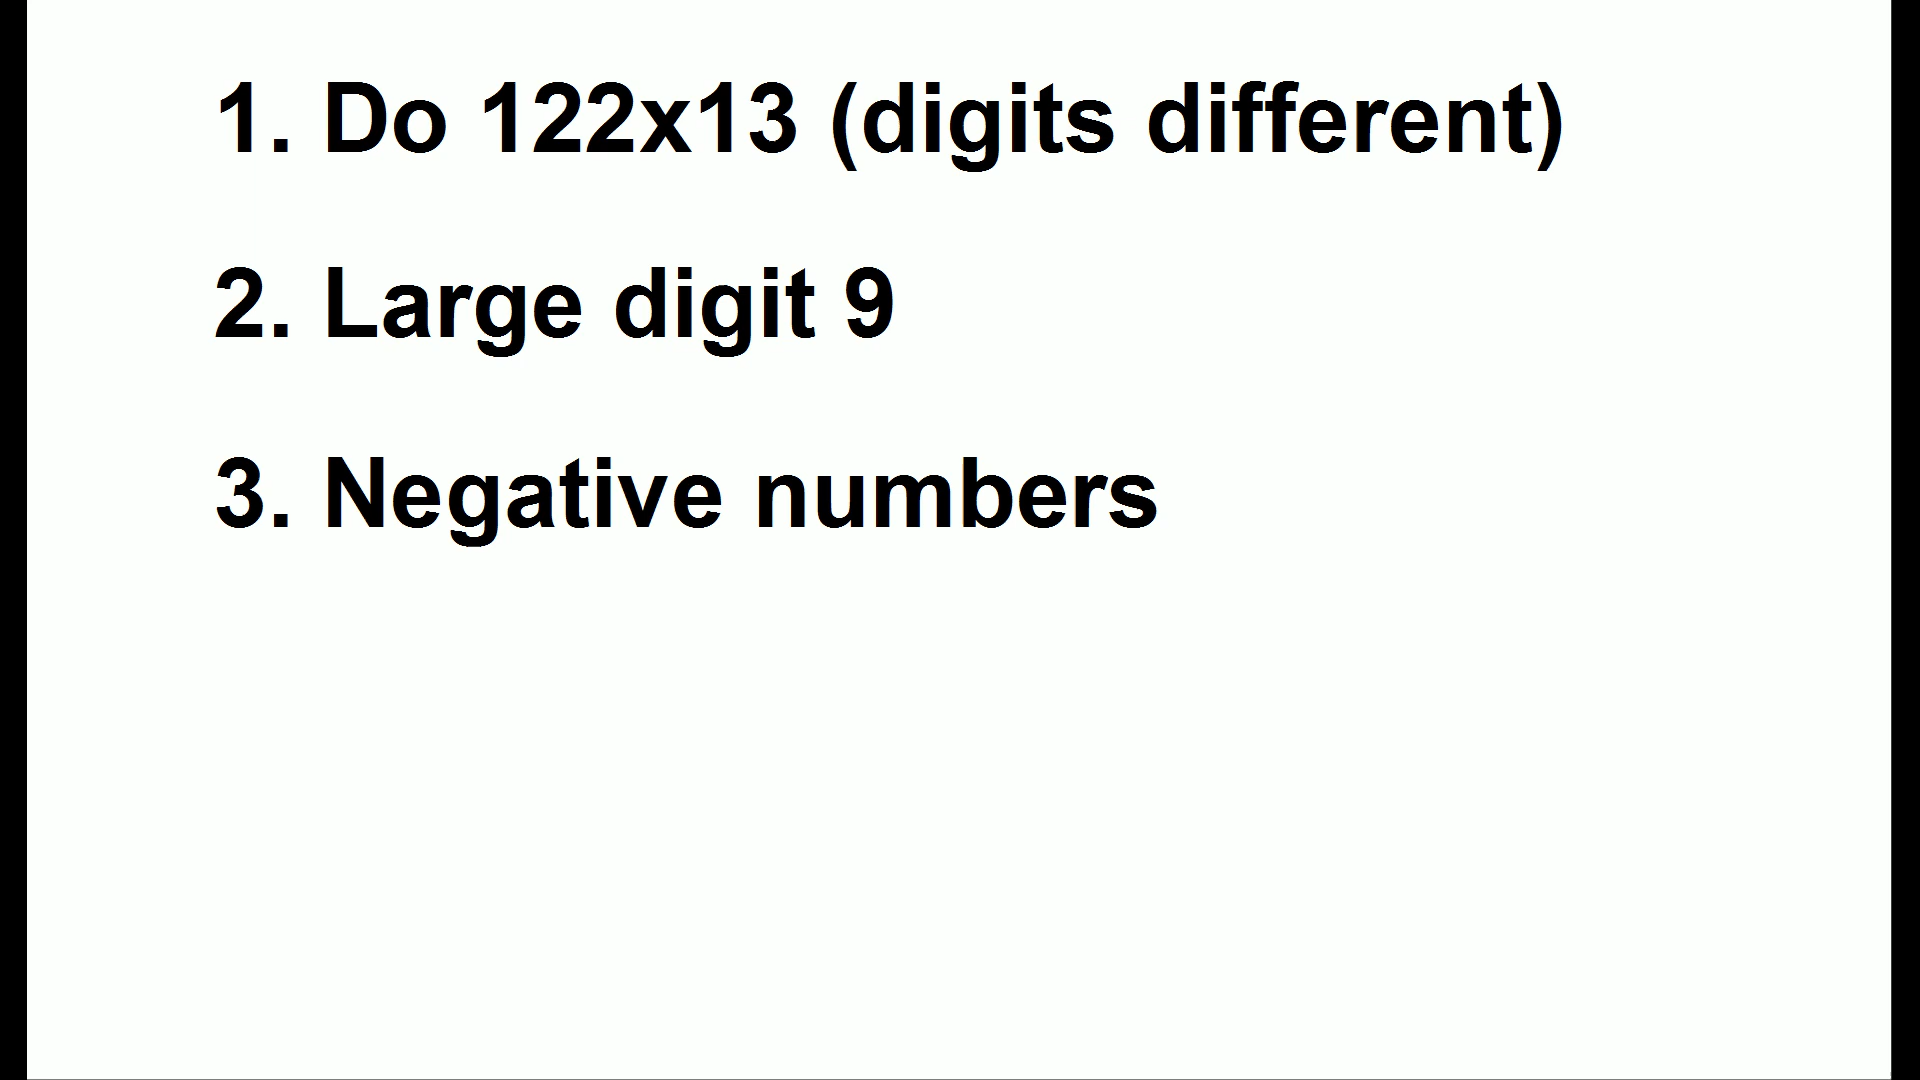 1. Do 122x13 (digits different)
2. Large digit 9
3. Negative numbers